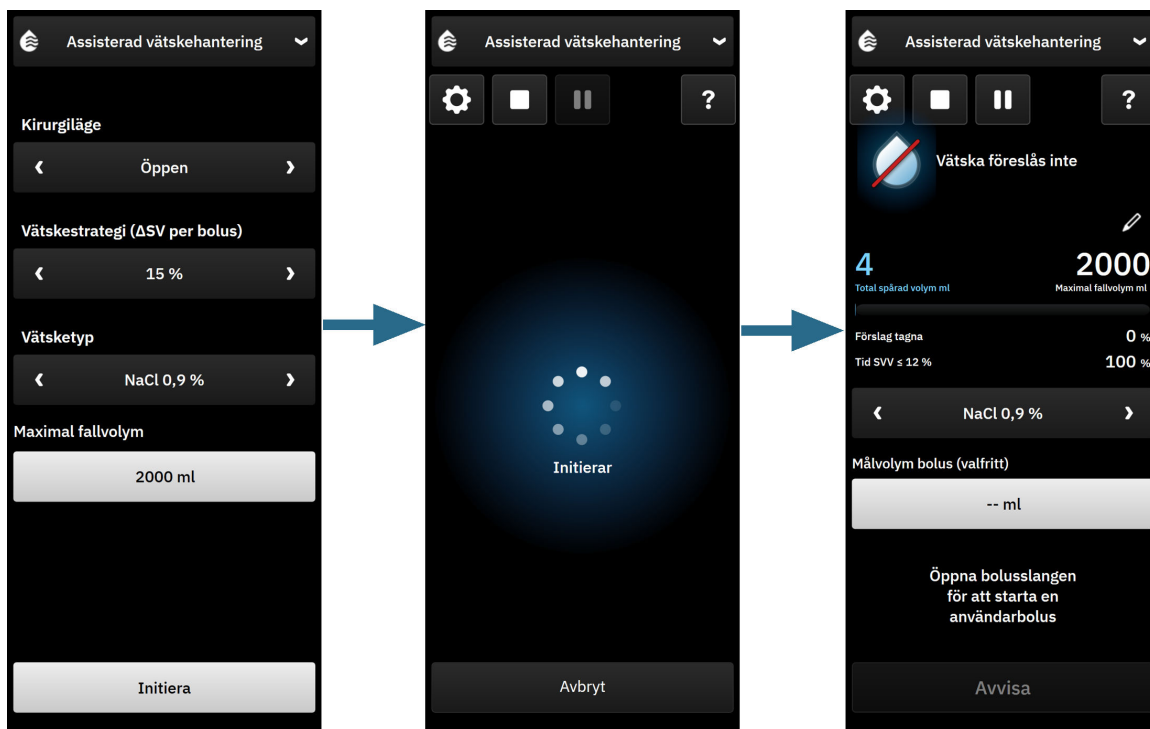 Assisterad vätskehantering
Kirurgiläge
Öppen
Vätskestrategi (ΔSV per bolus)
15 %
Vätsketyp
NaCl 0,9 %
Maximal fallvolym
2000 ml
Initiera
Assisterad vätskehantering
?
Initierar
Avbryt
Assisterad vätskehantering
?
Vätska föreslås inte
4 2000
Total spårad volym ml Maximal fallvolym ml
Förslag tagna 0 %
Tid SVV ≤ 12 % 100 %
NaCl 0,9 %
Målvolym bolus (valfritt)
-- ml
Öppna bolusslangen
för att starta en
användarbolus
Avvisa